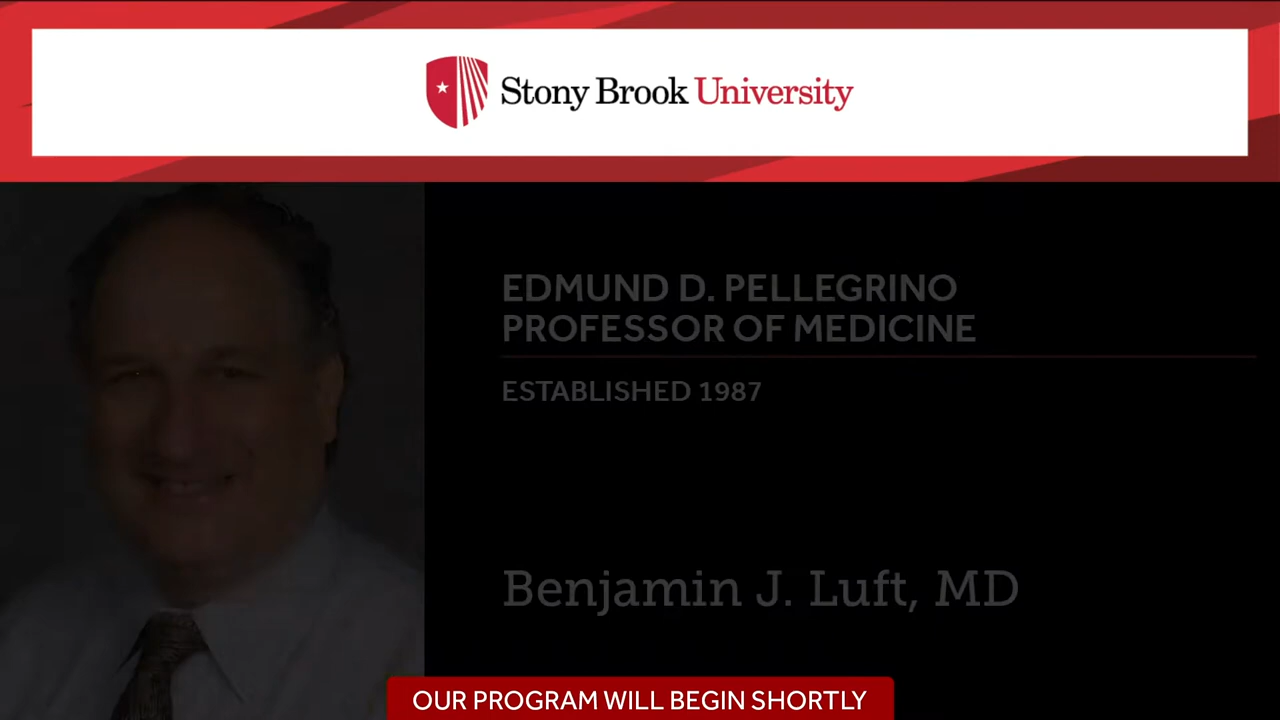 Stony Brook University
EDMUND D. PELLEGRINO
PROFESSOR OF MEDICINE
ESTABLISHED 1987
Benjamin J. Luft, MD
OUR PROGRAM WILL BEGIN SHORTLY